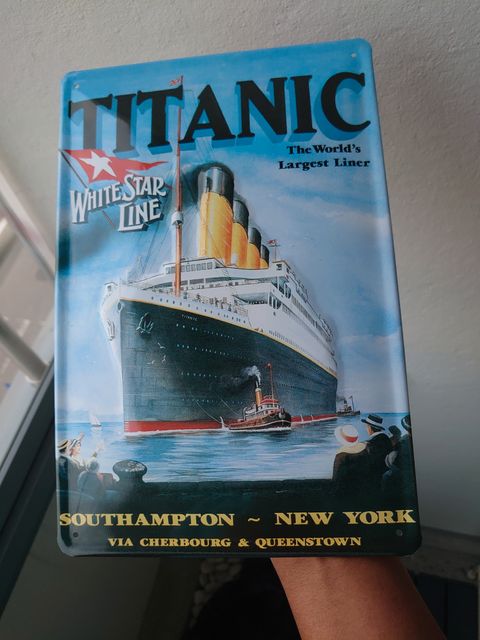 TITANIC
The World's
Largest Liner
WHITE STAR
LINE
SOUTHAMPTON ~ NEW YORK
VIA CHERBOURG & QUEENSTOWN